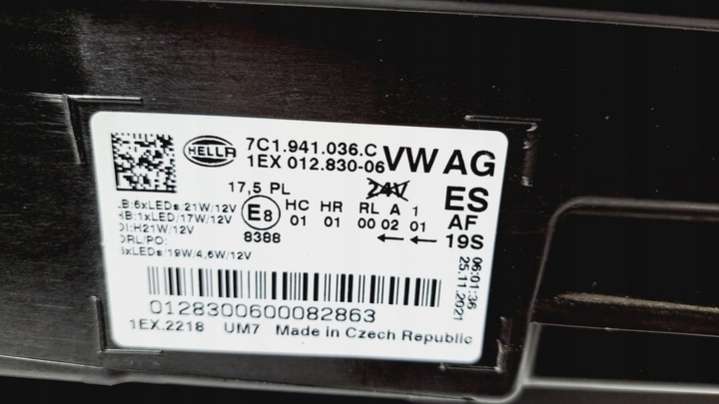 HELLA
7C1.941.036.C
1EX 012.830-06
VW AG
17,5 PL
24V
ES
B:6xLEDs/21W/12V
HC HR RL A 1
E8
AF
B:1xLED/17W/12V
01 01 00 02 01
:H21W/12V
8388
← ← 19S
DRL/PO:
xLEDs/19W/4,6W/12V
06:01:36
25.11.2021
0128300600082863
1EX.2218 UM7 Made in Czech Republic